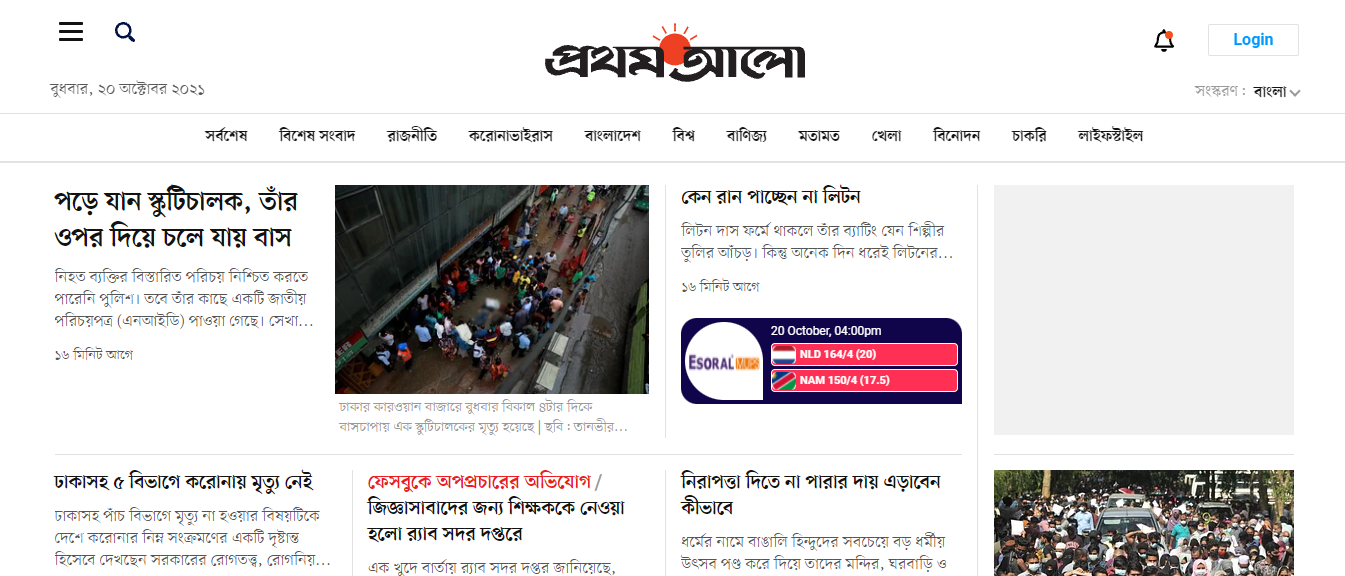 প্রথম আলো
Login
বুধবার, ২০ অক্টোবর ২০২১
সংস্করণ : বাংলা
সর্বশেষ বিশেষ সংবাদ রাজনীতি করোনাভাইরাস বাংলাদেশ বিশ্ব বাণিজ্য মতামত খেলা বিনোদন চাকরি লাইফস্টাইল
পড়ে যান স্কুটিচালক, তাঁর
ওপর দিয়ে চলে যায় বাস
নিহত ব্যক্তির বিস্তারিত পরিচয় নিশ্চিত করতে
পারেনি পুলিশ। তবে তাঁর কাছে একটি জাতীয়
পরিচয়পত্র (এনআইডি) পাওয়া গেছে। সেখা...
১৬ মিনিট আগে
ঢাকার কারওয়ান বাজারে বুধবার বিকাল ৪টার দিকে
বাসচাপায় এক স্কুটিচালকের মৃত্যু হয়েছে | ছবি : তানভীর...
কেন রান পাচ্ছেন না লিটন
লিটন দাস ফর্মে থাকলে তাঁর ব্যাটিং যেন শিল্পীর
তুলির আঁচড়। কিন্তু অনেক দিন ধরেই লিটনের...
১৬ মিনিট আগে
20 October, 04:00pm
ESORAL MUPS
NLD 164/4 (20)
NAM 150/4 (17.5)
ঢাকাসহ ৫ বিভাগে করোনায় মৃত্যু নেই
ঢাকাসহ পাঁচ বিভাগে মৃত্যু না হওয়ার বিষয়টিকে
দেশে করোনার নিম্ন সংক্রমণের একটি দৃষ্টান্ত
হিসেবে দেখছেন সরকারের রোগতত্ত্ব, রোগনিয়...
ফেসবুকে অপপ্রচারের অভিযোগ /
জিজ্ঞাসাবাদের জন্য শিক্ষককে নেওয়া
হলো র‍্যাব সদর দপ্তরে
এক খুদে বার্তায় র‍্যাব সদর দপ্তর জানিয়েছে,
নিরাপত্তা দিতে না পারার দায় এড়াবেন
কীভাবে
ধর্মের নামে বাঙালি হিন্দুদের সবচেয়ে বড় ধর্মীয়
উৎসব পণ্ড করে দিয়ে তাদের মন্দির, ঘরবাড়ি ও